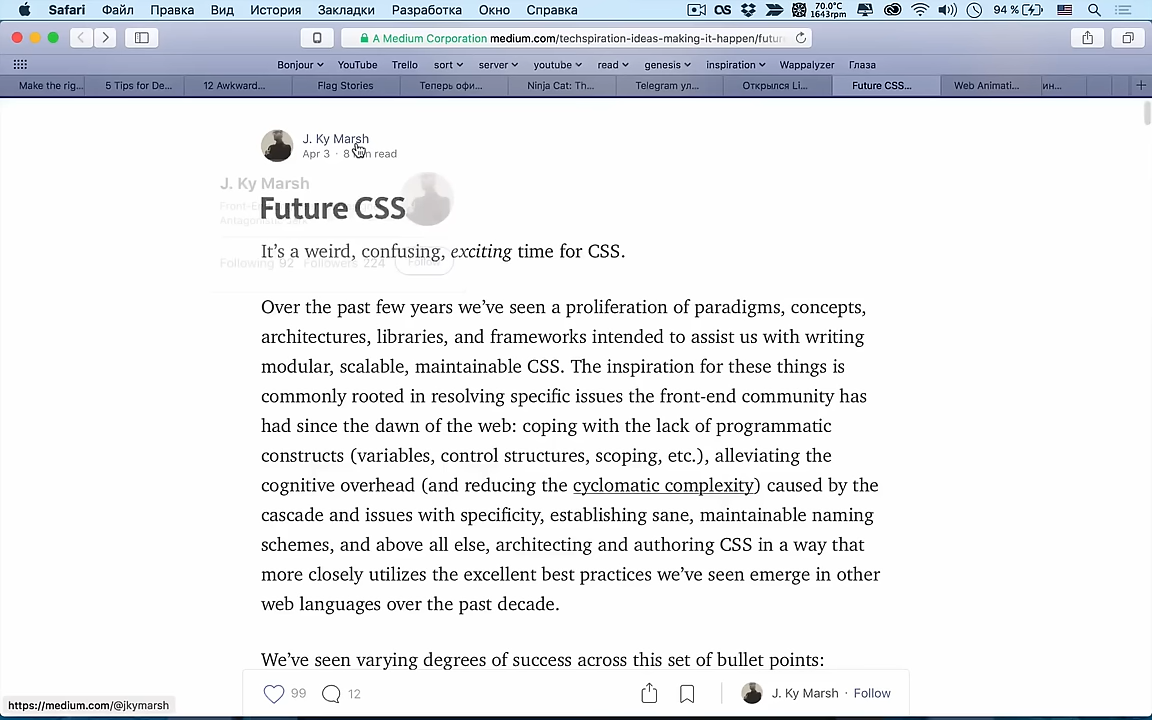 Safari Файл Правка Вид История Закладки Разработка Окно Справка 70.0°C 1643rpm 94 %
A Medium Corporation medium.com/techspiration-ideas-making-it-happen/futur
Bonjour YouTube Trello sort server youtube read genesis inspiration Wappalyzer Глаза
Make the rig... 5 Tips for De... 12 Awkward... Flag Stories Теперь офи... Ninja Cat: Th... Telegram ул... Открылся Li... Future CSS... Web Animati... ин...
J. Ky Marsh
Apr 3 · 8 min read
J. Ky Marsh
Future CSS
It’s a weird, confusing, exciting time for CSS.
Following 92 Followers 224 Follow
Over the past few years we’ve seen a proliferation of paradigms, concepts,
architectures, libraries, and frameworks intended to assist us with writing
modular, scalable, maintainable CSS. The inspiration for these things is
commonly rooted in resolving specific issues the front-end community has
had since the dawn of the web: coping with the lack of programmatic
constructs (variables, control structures, scoping, etc.), alleviating the
cognitive overhead (and reducing the cyclomatic complexity) caused by the
cascade and issues with specificity, establishing sane, maintainable naming
schemes, and above all else, architecting and authoring CSS in a way that
more closely utilizes the excellent best practices we’ve seen emerge in other
web languages over the past decade.
We’ve seen varying degrees of success across this set of bullet points:
99 12 J. Ky Marsh · Follow
https://medium.com/@jkymarsh